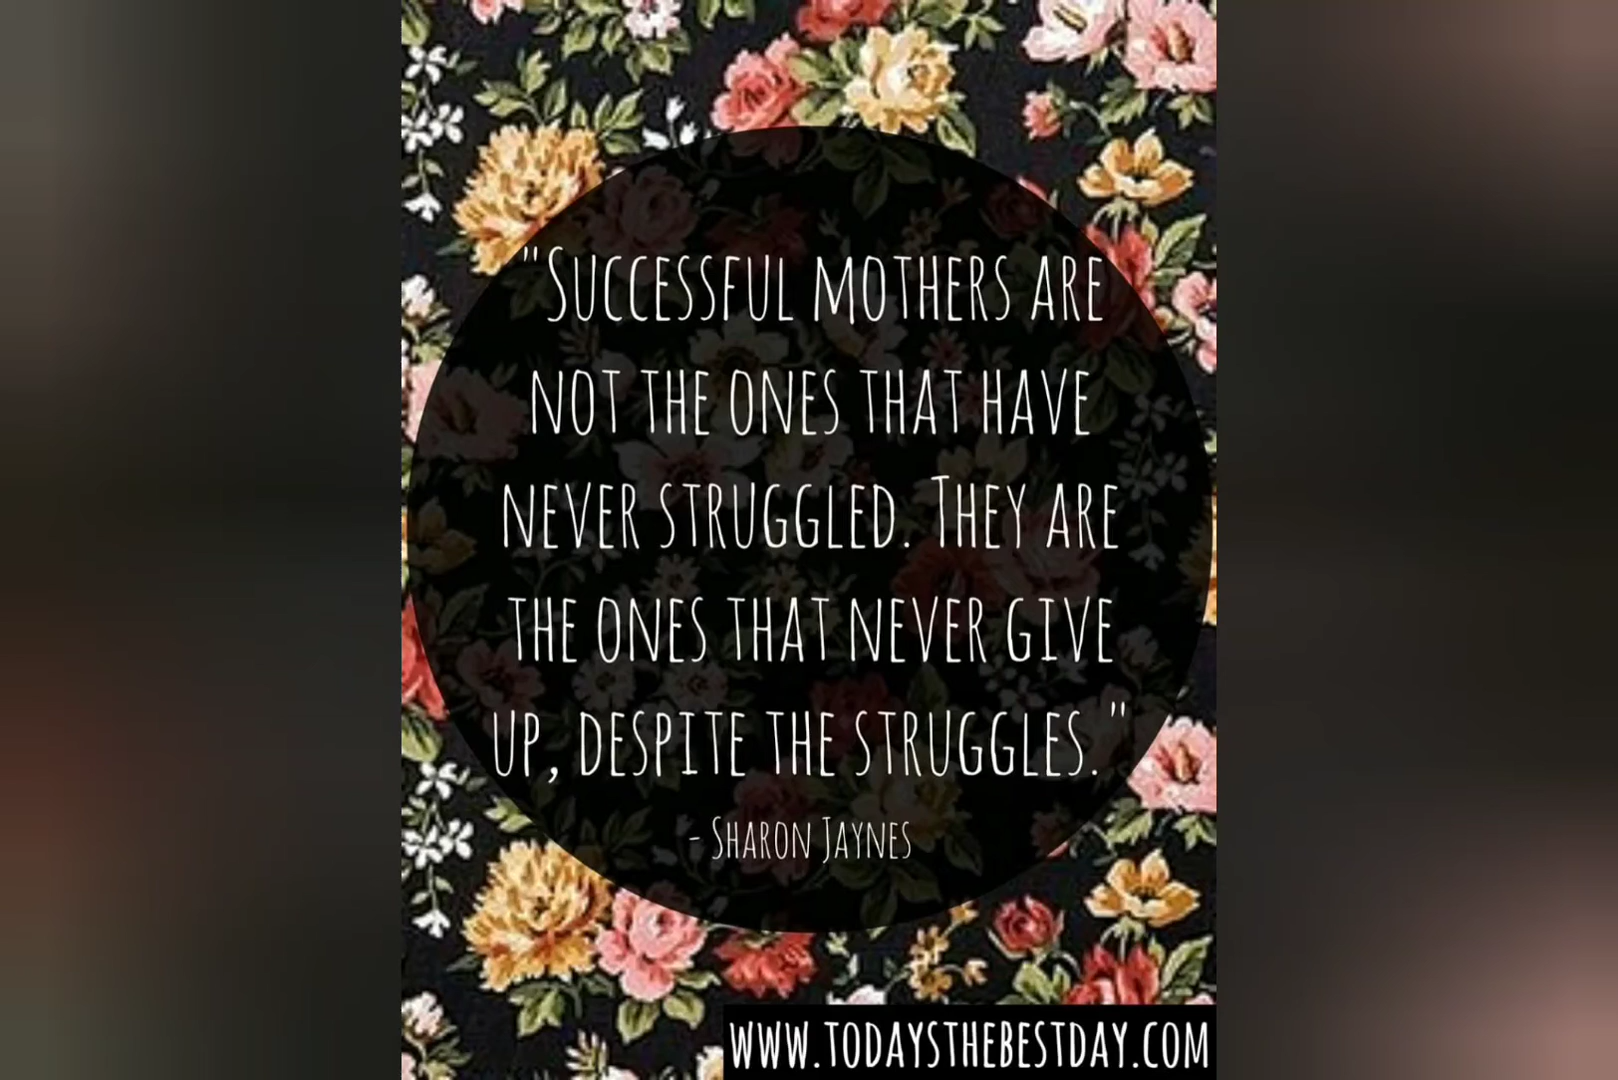 "Successful mothers are
not the ones that have
never struggled. They are
the ones that never give
up, despite the struggles."
- Sharon Jaynes
www.todaysthebestday.com